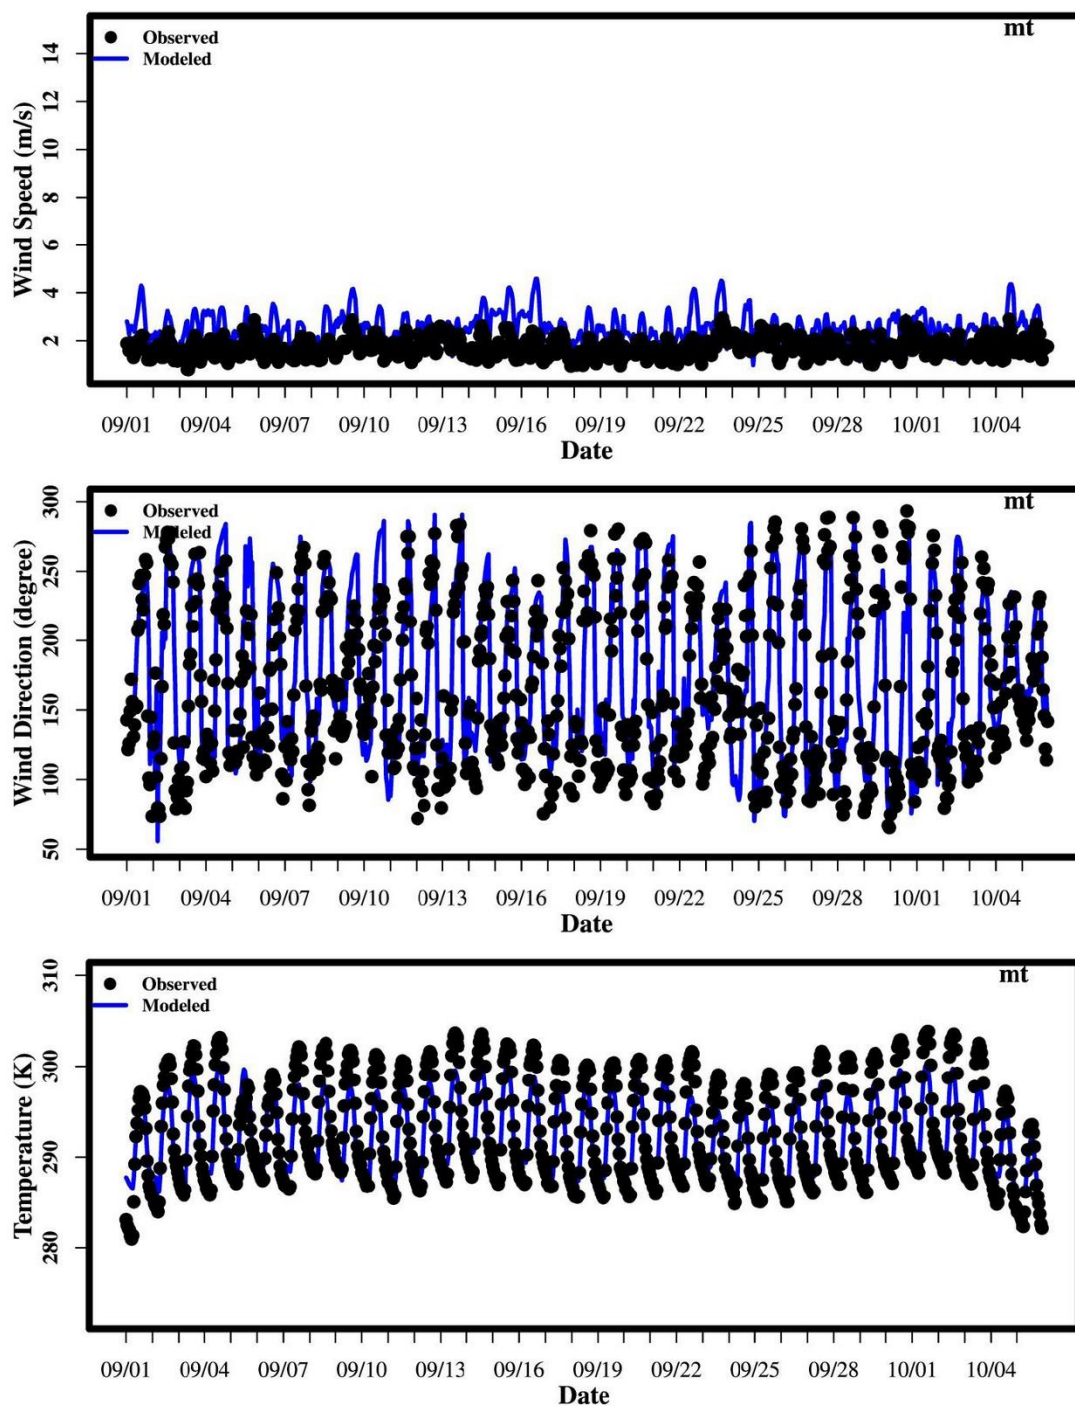 mt
Observed
Modeled
Wind Speed (m/s)
14
12
10
8
6
4
2
09/01 09/04 09/07 09/10 09/13 09/16 09/19 09/22 09/25 09/28 10/01 10/04
Date
mt
Observed
Modeled
Wind Direction (degree)
300
250
200
150
100
50
09/01 09/04 09/07 09/10 09/13 09/16 09/19 09/22 09/25 09/28 10/01 10/04
Date
mt
Observed
Modeled
Temperature (K)
310
300
290
280
09/01 09/04 09/07 09/10 09/13 09/16 09/19 09/22 09/25 09/28 10/01 10/04
Date